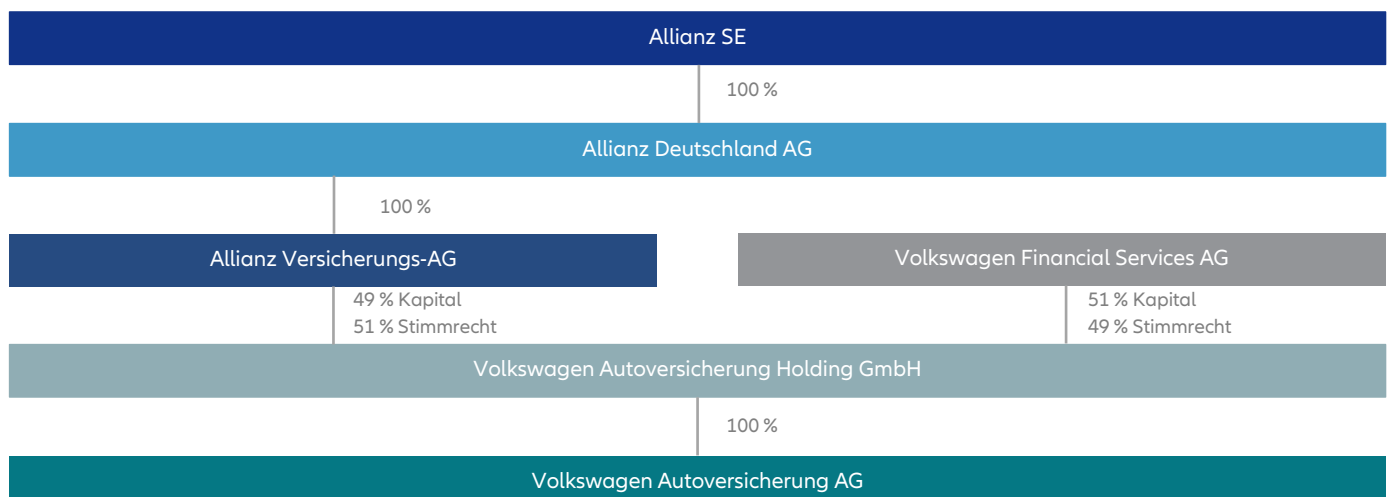 Allianz SE
100 %
Allianz Deutschland AG
100 %
Allianz Versicherungs-AG
Volkswagen Financial Services AG
49 % Kapital
51 % Stimmrecht
51 % Kapital
49 % Stimmrecht
Volkswagen Autoversicherung Holding GmbH
100 %
Volkswagen Autoversicherung AG